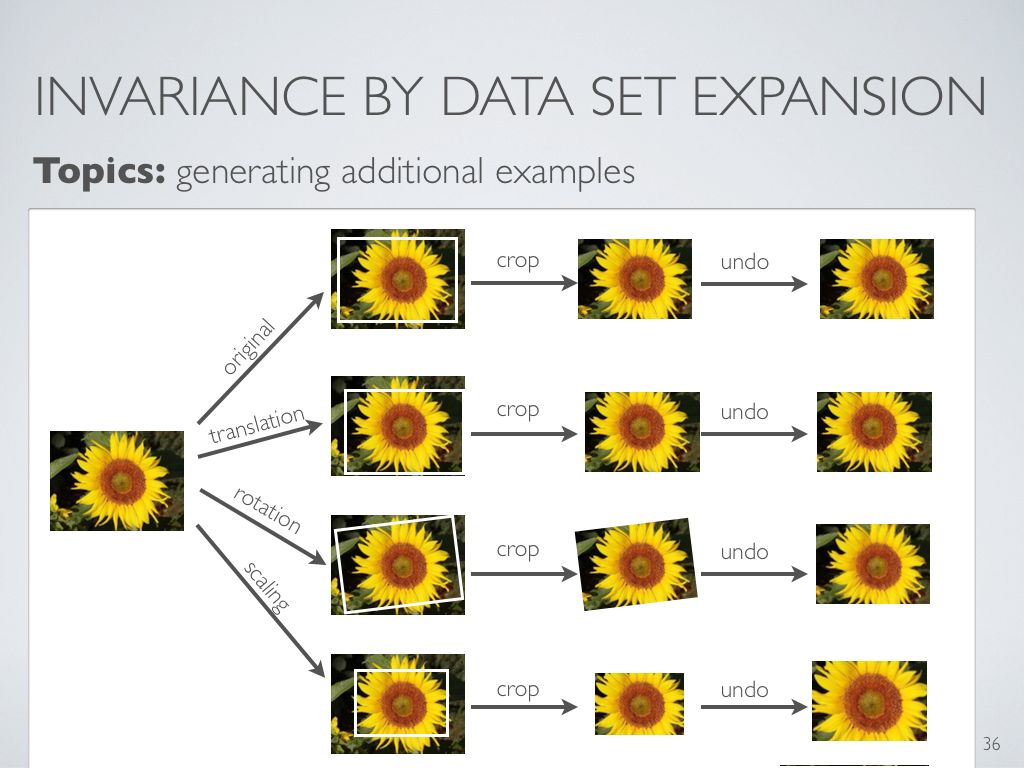 INVARIANCE BY DATA SET EXPANSION
Topics: generating additional examples
original
crop
undo
translation
crop
undo
rotation
crop
undo
scaling
crop
undo
36